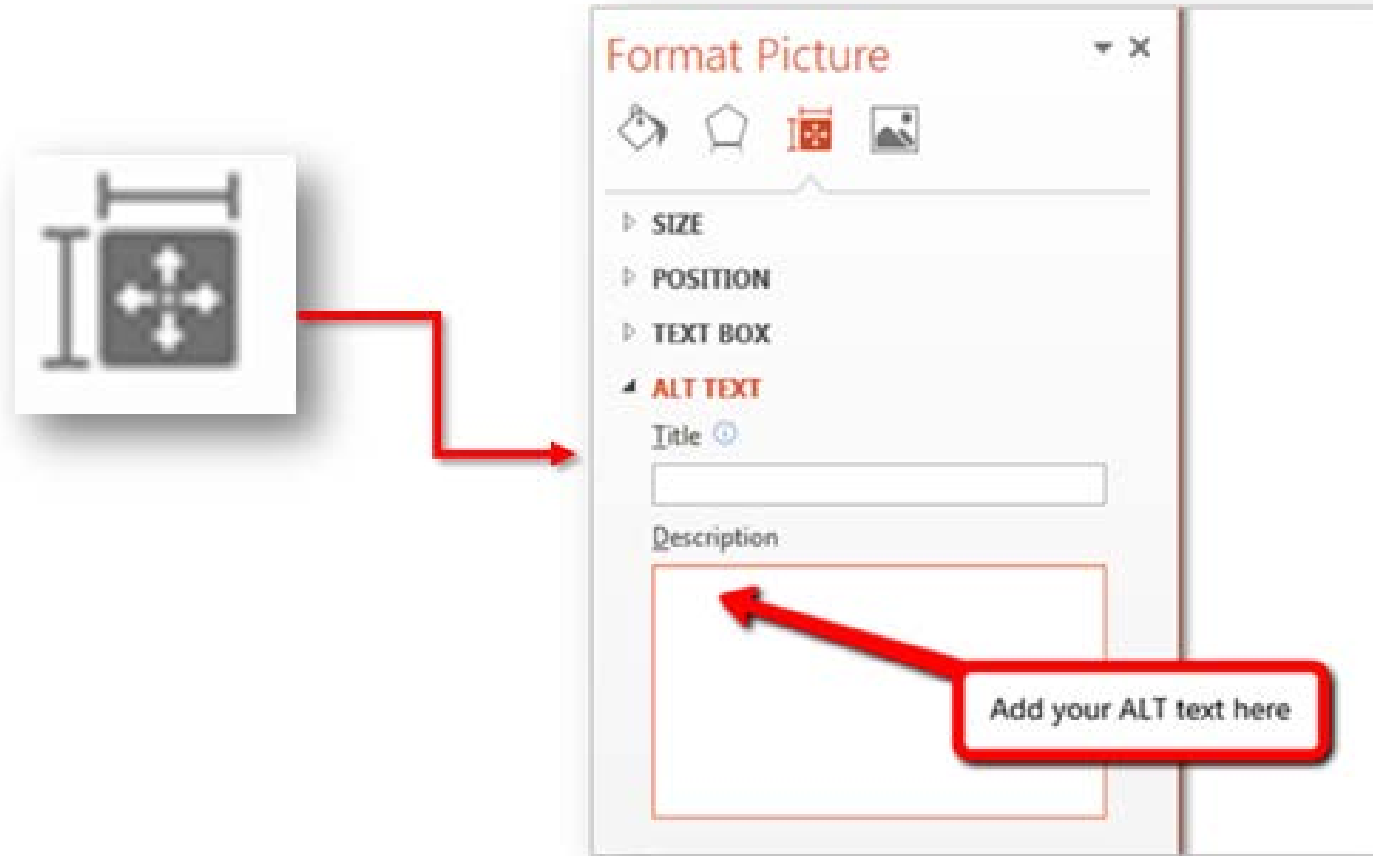 Format Picture
SIZE
POSITION
TEXT BOX
ALT TEXT
Title
Description
Add your ALT text here